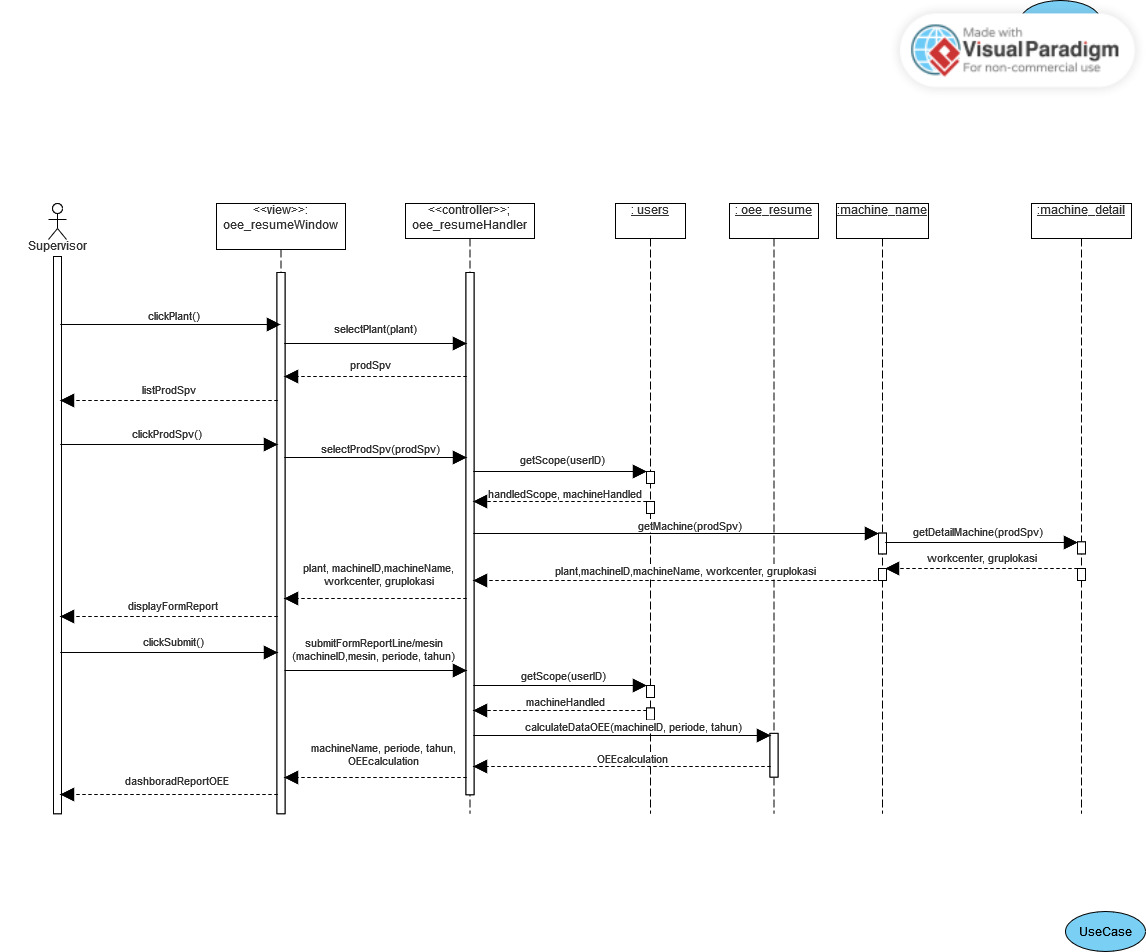 Made with
VisualParadigm
For non-commercial use
Supervisor
<<view>>:
oee_resumeWindow
<<controller>>;
oee_resumeHandler
: users
: oee_resume
:machine_name
:machine_detail
clickPlant()
selectPlant(plant)
prodSpv
listProdSpv
clickProdSpv()
selectProdSpv(prodSpv)
getScope(userID)
handledScope, machineHandled
getMachine(prodSpv)
getDetailMachine(prodSpv)
workcenter, gruplokasi
plant,machineID,machineName, workcenter, gruplokasi
plant, machineID,machineName,
workcenter, gruplokasi
displayFormReport
clickSubmit()
submitFormReportLine/mesin
(machineID,mesin, periode, tahun)
getScope(userID)
machineHandled
calculateDataOEE(machineID, periode, tahun)
OEEcalculation
machineName, periode, tahun,
OEEcalculation
dashboradReportOEE
UseCase